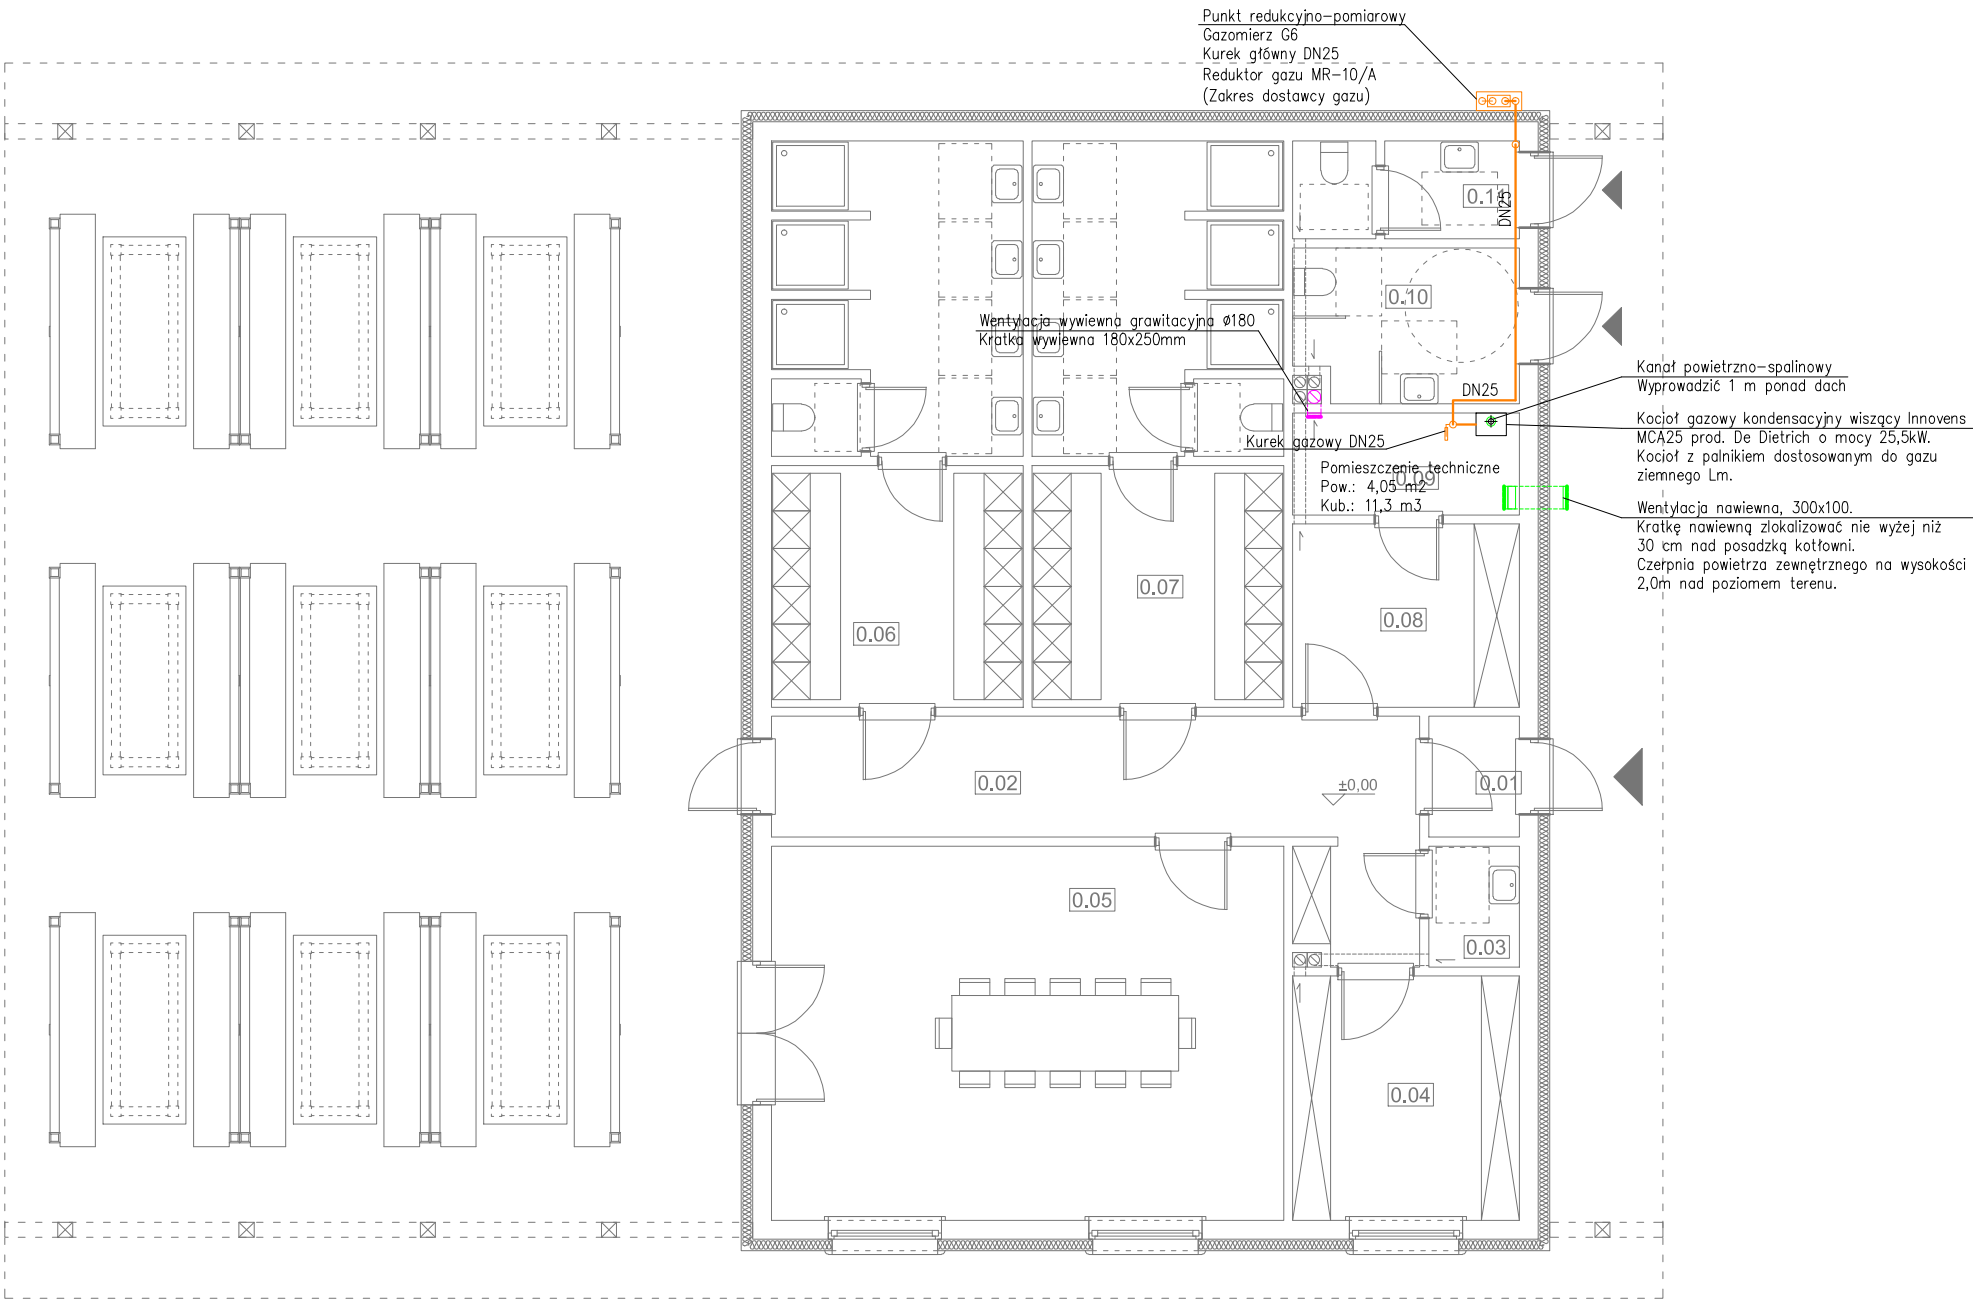 Punkt redukcyjno-pomiarowy
Gazomierz G6
Kurek główny DN25
Reduktor gazu MR-10/A
(Zakres dostawcy gazu)
0.11
DN25
0.10
Wentylacja wywiewna grawitacyjna ø180
Kratka wywiewna 180x250mm
DN25
Kurek gazowy DN25
Pomieszczenie techniczne
Pow.: 4,05 m2
Kub.: 11,3 m3
0.09
Kanał powietrzno-spalinowy
Wyprowadzić 1 m ponad dach
Kocioł gazowy kondensacyjny wiszący Innovens
MCA25 prod. De Dietrich o mocy 25,5kW.
Kocioł z palnikiem dostosowanym do gazu
ziemnego Lm.
Wentylacja nawiewna, 300x100.
Kratkę nawiewną zlokalizować nie wyżej niż
30 cm nad posadzką kotłowni.
Czerpnia powietrza zewnętrznego na wysokości
2,0m nad poziomem terenu.
0.07
0.06
0.08
0.02
±0,00
0.01
0.05
0.03
0.04